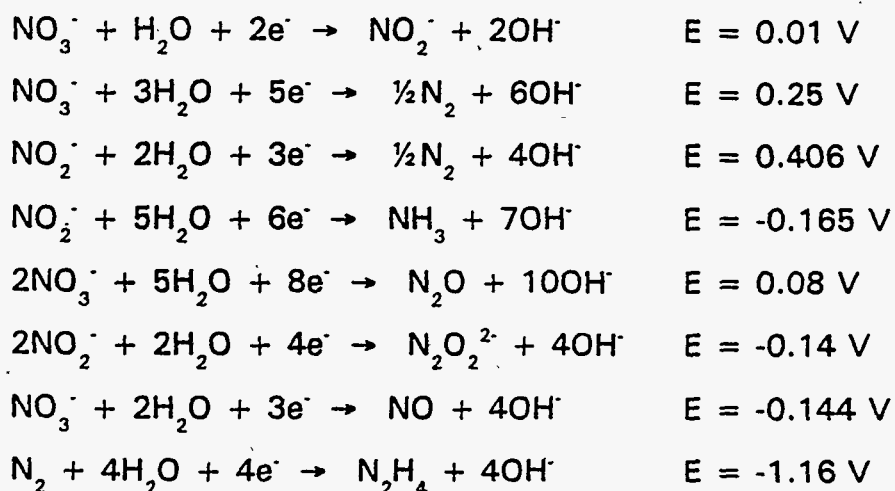 NO₃⁻ + H₂O + 2e⁻ → NO₂⁻ + 2OH⁻ E = 0.01 V
NO₃⁻ + 3H₂O + 5e⁻ → ½N₂ + 6OH⁻ E = 0.25 V
NO₂⁻ + 2H₂O + 3e⁻ → ½N₂ + 4OH⁻ E = 0.406 V
NO₂⁻ + 5H₂O + 6e⁻ → NH₃ + 7OH⁻ E = -0.165 V
2NO₃⁻ + 5H₂O + 8e⁻ → N₂O + 10OH⁻ E = 0.08 V
2NO₂⁻ + 2H₂O + 4e⁻ → N₂O₂²⁻ + 4OH⁻ E = -0.14 V
NO₃⁻ + 2H₂O + 3e⁻ → NO + 4OH⁻ E = -0.144 V
N₂ + 4H₂O + 4e⁻ → N₂H₄ + 4OH⁻ E = -1.16 V